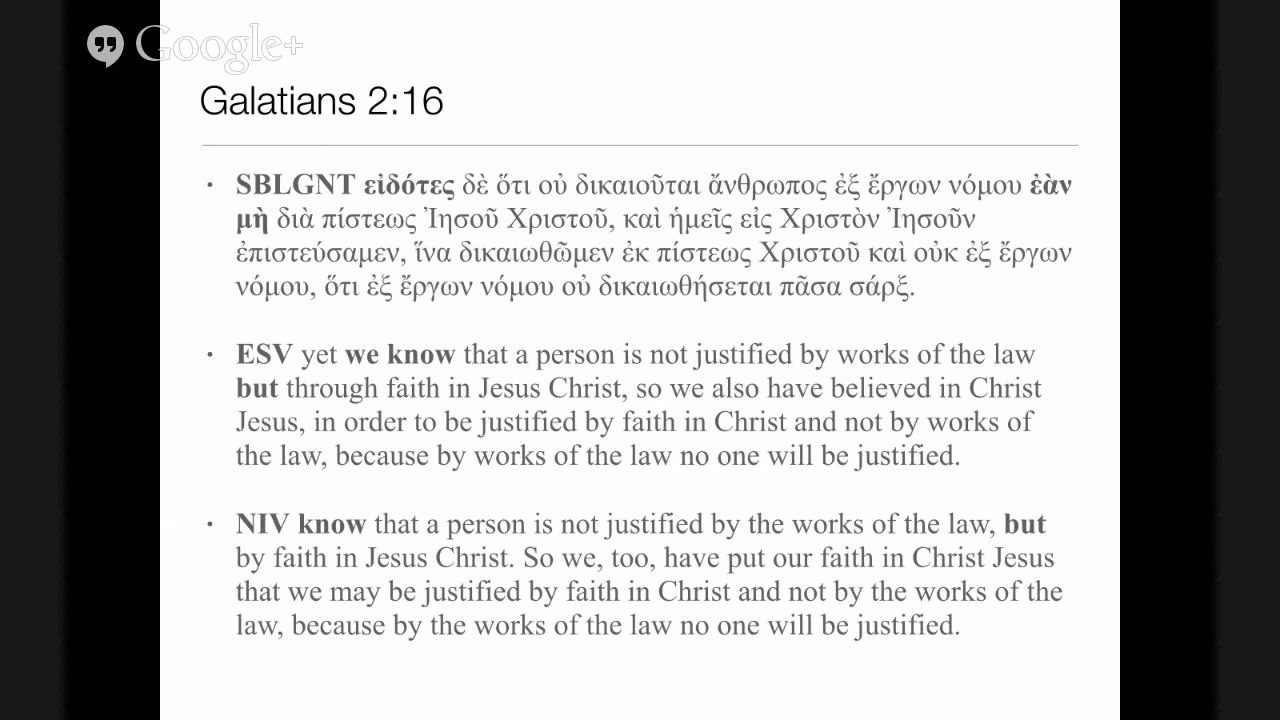 Google+
Galatians 2:16
• SBLGNT εἰδότες δὲ ὅτι οὐ δικαιοῦται ἄνθρωπος ἐξ ἔργων νόμου ἐὰν
μὴ διὰ πίστεως Ἰησοῦ Χριστοῦ, καὶ ἡμεῖς εἰς Χριστὸν Ἰησοῦν
ἐπιστεύσαμεν, ἵνα δικαιωθῶμεν ἐκ πίστεως Χριστοῦ καὶ οὐκ ἐξ ἔργων
νόμου, ὅτι ἐξ ἔργων νόμου οὐ δικαιωθήσεται πᾶσα σάρξ.
• ESV yet we know that a person is not justified by works of the law
but through faith in Jesus Christ, so we also have believed in Christ
Jesus, in order to be justified by faith in Christ and not by works of
the law, because by works of the law no one will be justified.
• NIV know that a person is not justified by the works of the law, but
by faith in Jesus Christ. So we, too, have put our faith in Christ Jesus
that we may be justified by faith in Christ and not by the works of the
law, because by the works of the law no one will be justified.